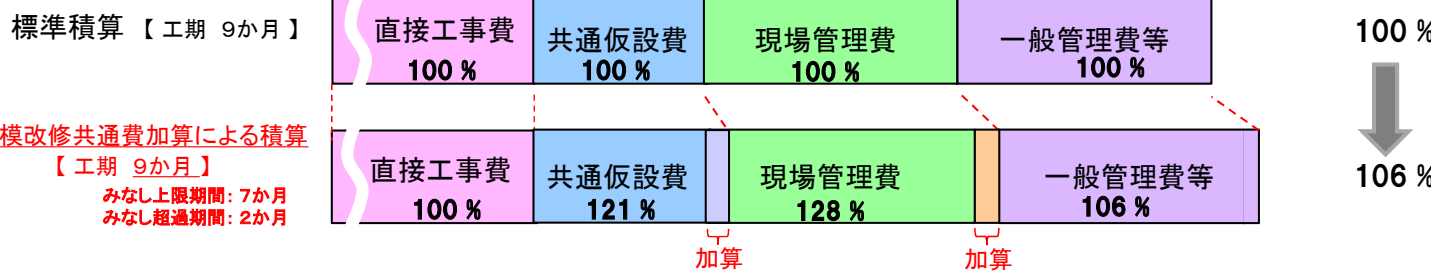 標準積算 【 工期 9か月 】
直接工事費 共通仮設費 現場管理費 一般管理費等
100 % 100 % 100 % 100 %
100 %
模改修共通費加算による積算
【 工期 9か月 】
みなし上限期間: 7か月
みなし超過期間: 2か月
直接工事費 共通仮設費 現場管理費 一般管理費等
100 % 121 % 128 % 106 %
106 %
加算 加算